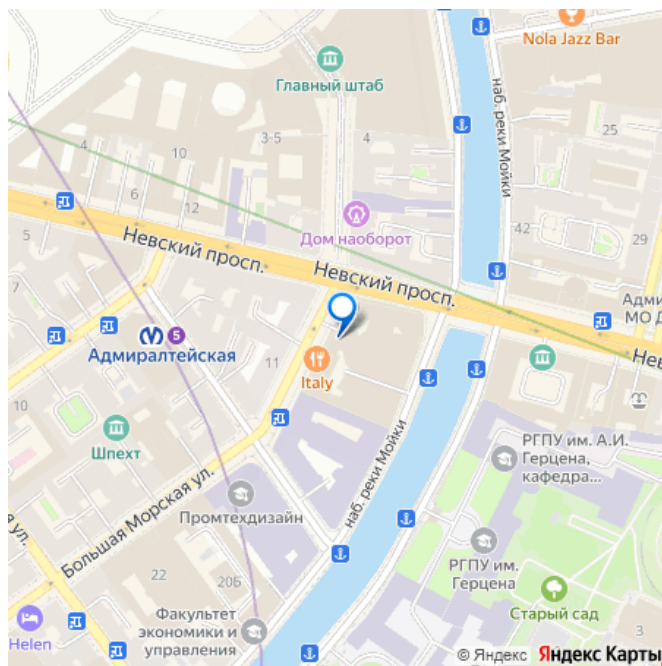 Nola Jazz Bar
Главный штаб
наб. реки Мойки
3-5
4
25
10
4
6
5
12
42
29
Дом наоборот
Невский просп.
Невский просп.
Адми
МО Д
Нев
5
Адмиралтейская
11
Italy
Шпехт
РГПУ им. А.И.
Герцена,
кафедра...
Большая Морская ул.
Промтехдизайн
наб. реки Мойки
я ул.
РГПУ им.
Герцена
22
20Б
Старый сад
Факультет
экономики и
управления
Helen
3
© Яндекс Яндекс Карты